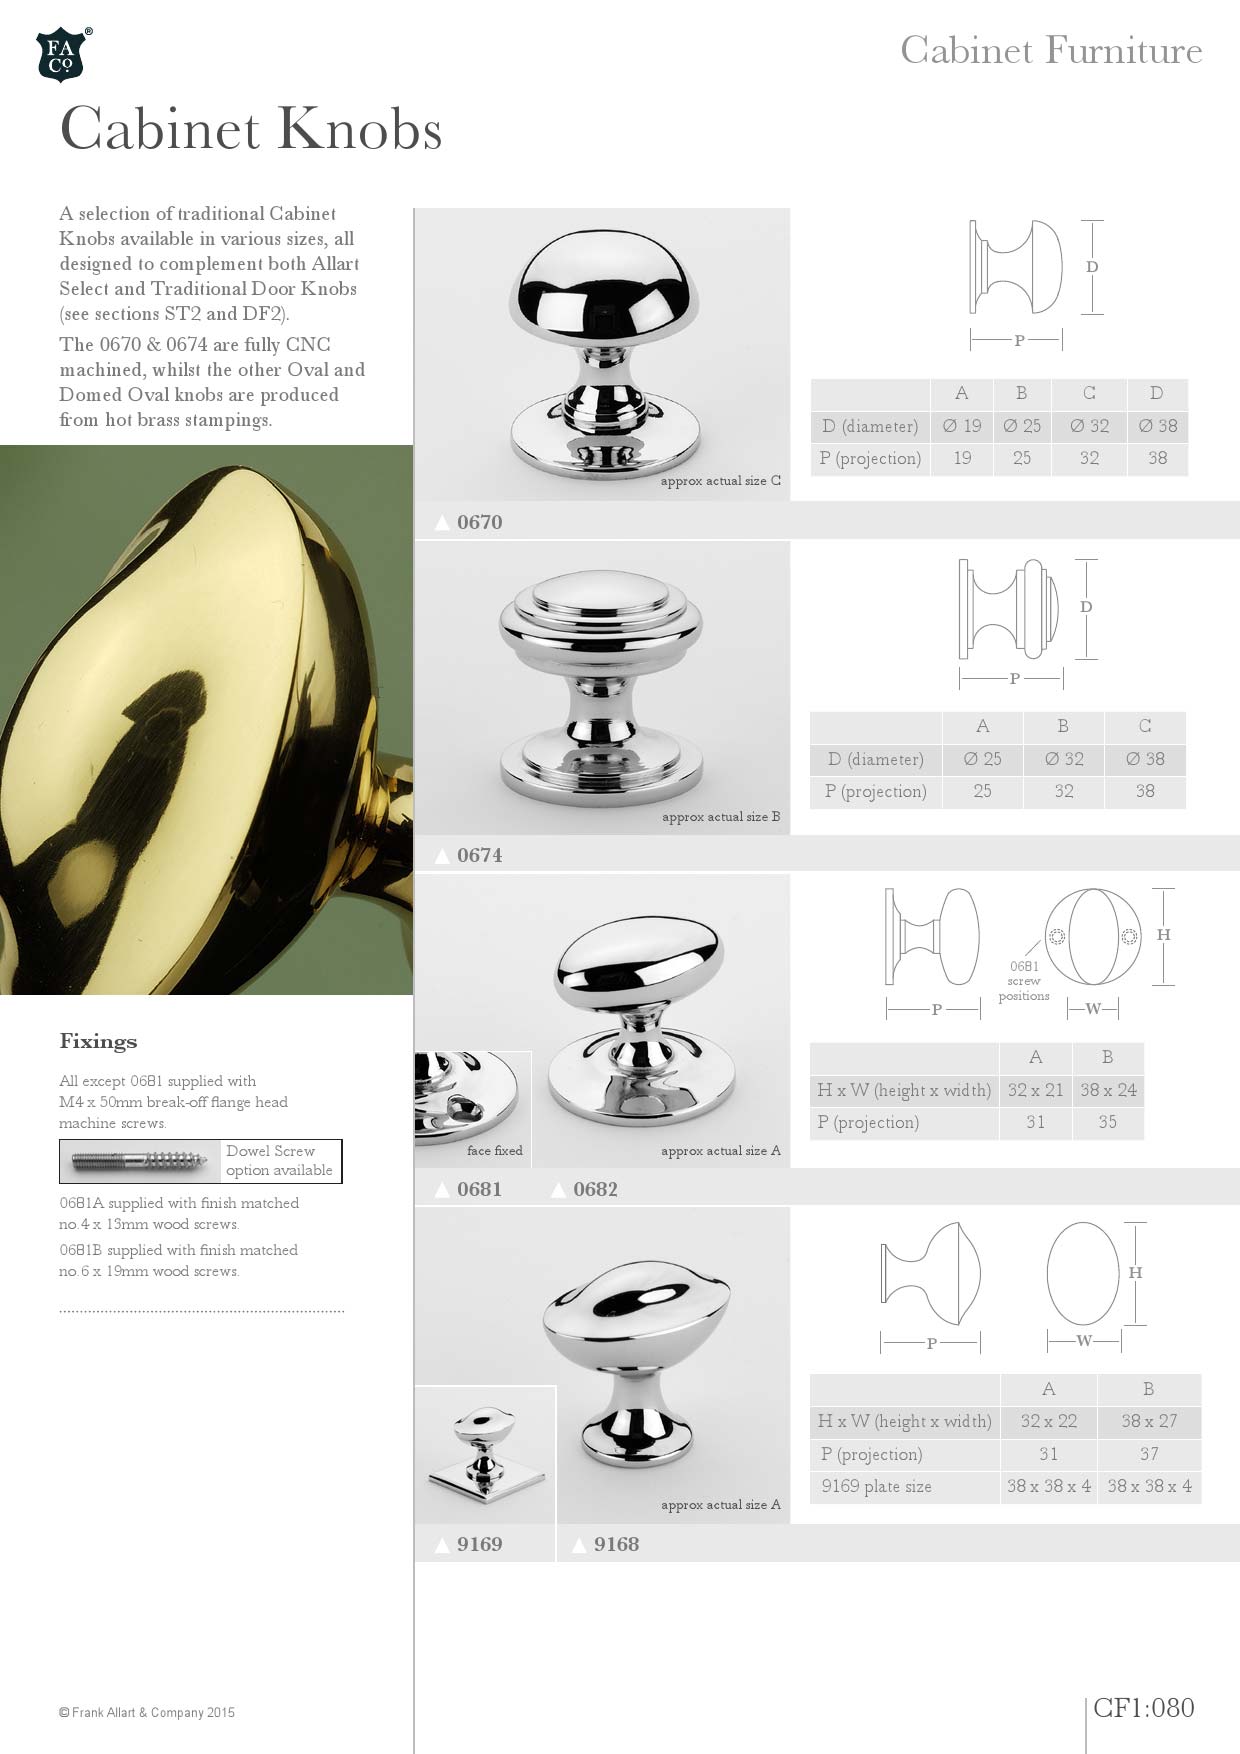 FA
Co.
®
Cabinet Furniture
Cabinet Knobs
A selection of traditional Cabinet
Knobs available in various sizes, all
designed to complement both Allart
Select and Traditional Door Knobs
(see sections ST2 and DF2).
The 0670 & 0674 are fully CNC
machined, whilst the other Oval and
Domed Oval knobs are produced
from hot brass stampings.
Fixings
All except 0681 supplied with
M4 x 50mm break-off flange head
machine screws.
Dowel Screw
option available
0681A supplied with finish matched
no.4 x 13mm wood screws.
0681B supplied with finish matched
no.6 x 19mm wood screws.
approx actual size C
D
P
A B C D
D (diameter) Ø 19 Ø 25 Ø 32 Ø 38
P (projection) 19 25 32 38
▲ 0670
approx actual size B
D
P
A B C
D (diameter) Ø 25 Ø 32 Ø 38
P (projection) 25 32 38
▲ 0674
face fixed
approx actual size A
0681
screw
positions
H
P
W
A B
H x W (height x width) 32 x 21 38 x 24
P (projection) 31 35
▲ 0681 ▲ 0682
approx actual size A
H
P
W
A B
H x W (height x width) 32 x 22 38 x 27
P (projection) 31 37
9169 plate size 38 x 38 x 4 38 x 38 x 4
▲ 9169 ▲ 9168
© Frank Allart & Company 2015
CF1:080